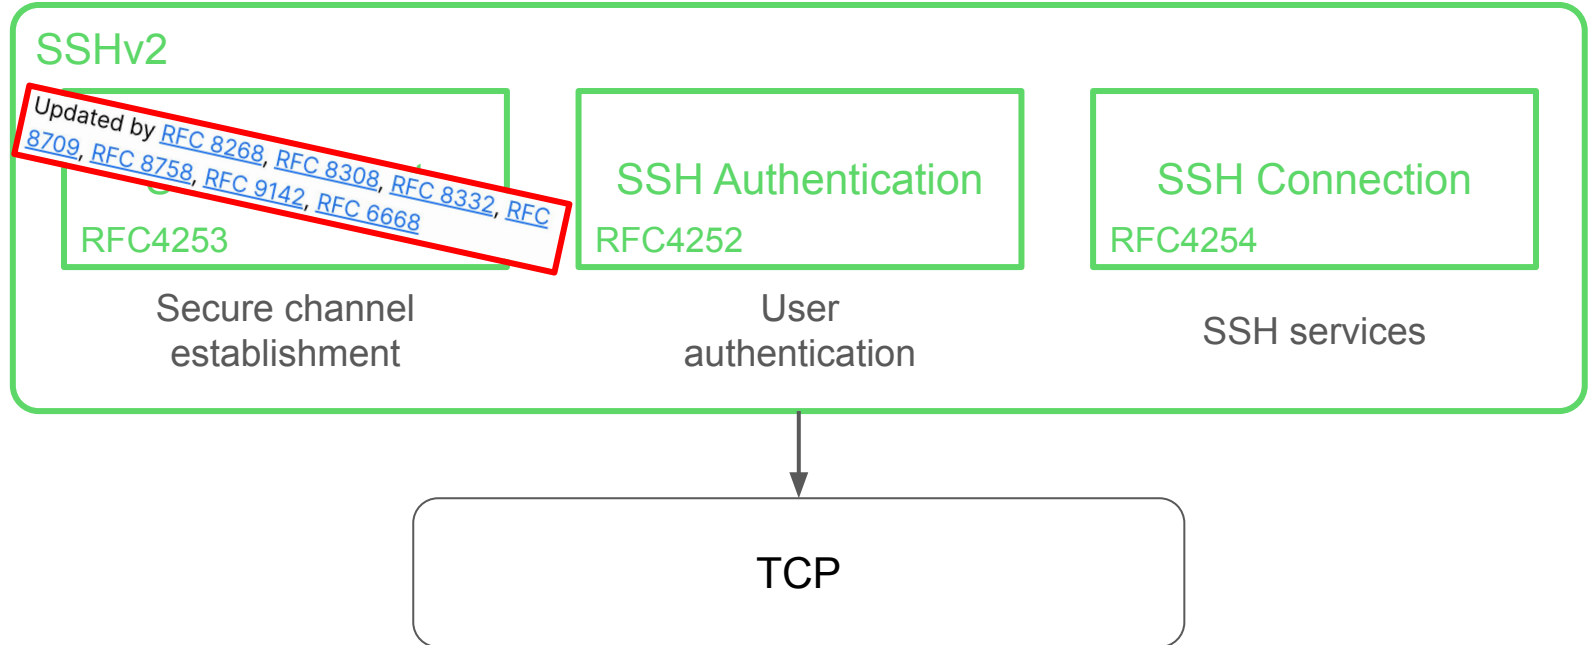 SSHv2
Updated by RFC 8268, RFC 8308, RFC 8332, RFC
8709, RFC 8758, RFC 9142, RFC 6668
RFC4253
SSH Authentication
RFC4252
SSH Connection
RFC4254
Secure channel
establishment
User
authentication
SSH services
TCP